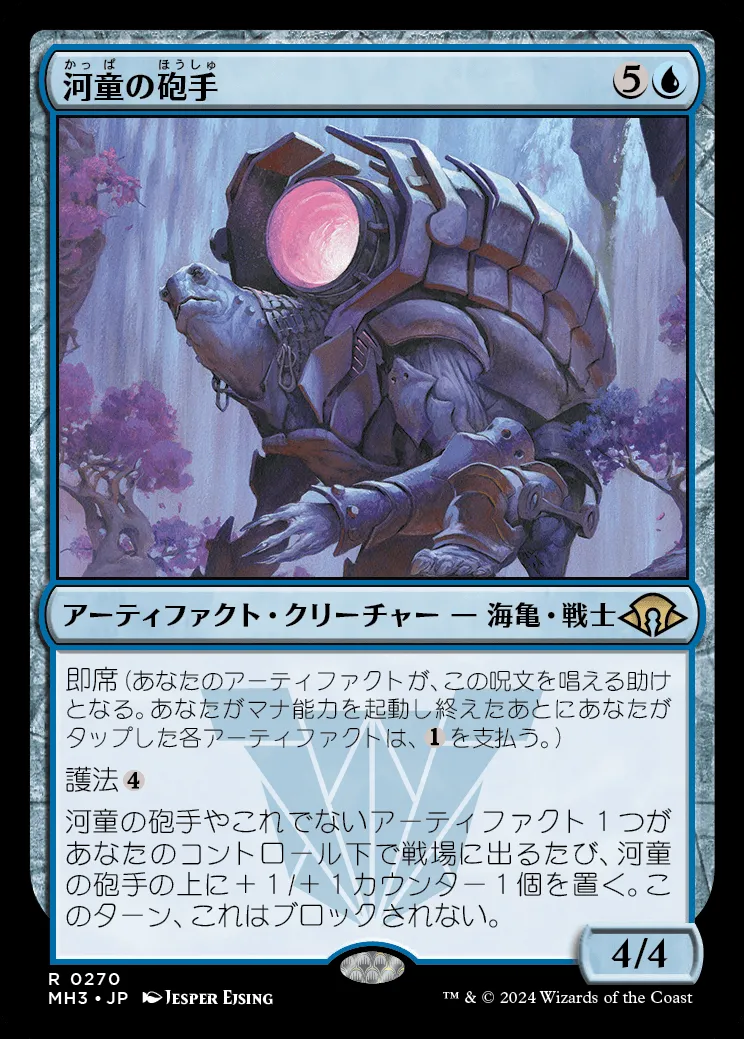 かっぱ ほうしゅ
河童の砲手
5
アーティファクト・クリーチャー — 海亀・戦士
即席(あなたのアーティファクトが、この呪文を唱える助け
となる。あなたがマナ能力を起動し終えたあとにあなたが
タップした各アーティファクトは、1を支払う。)
護法4
河童の砲手やこれでないアーティファクト1つが
あなたのコントロール下で戦場に出るたび、河童
の砲手の上に+1/+1カウンター1個を置く。こ
のターン、これはブロックされない。
4/4
R 0270
MH3・JP Jesper Ejsing
™ & © 2024 Wizards of the Coast